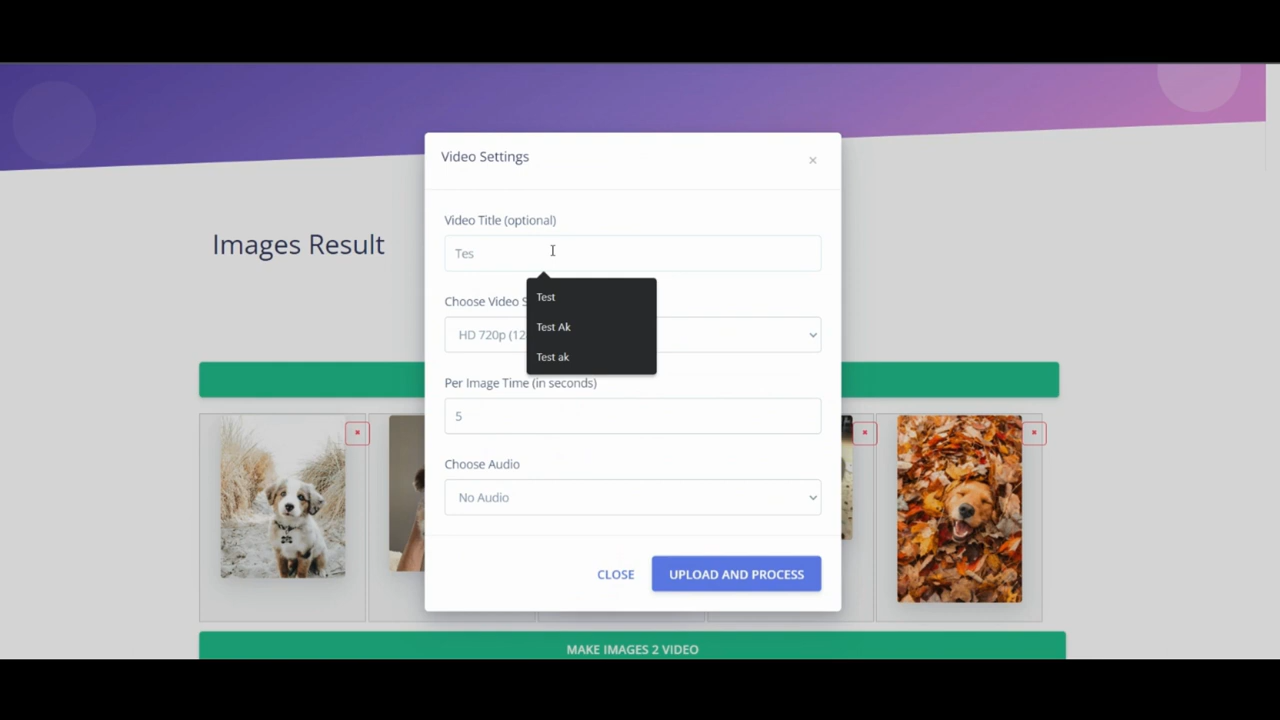 Video Settings
×
Video Title (optional)
Images Result
Tes
Test
Choose Video S
Test Ak
HD 720p (12
Test ak
Per Image Time (in seconds)
5
Choose Audio
No Audio
CLOSE
UPLOAD AND PROCESS
MAKE IMAGES 2 VIDEO